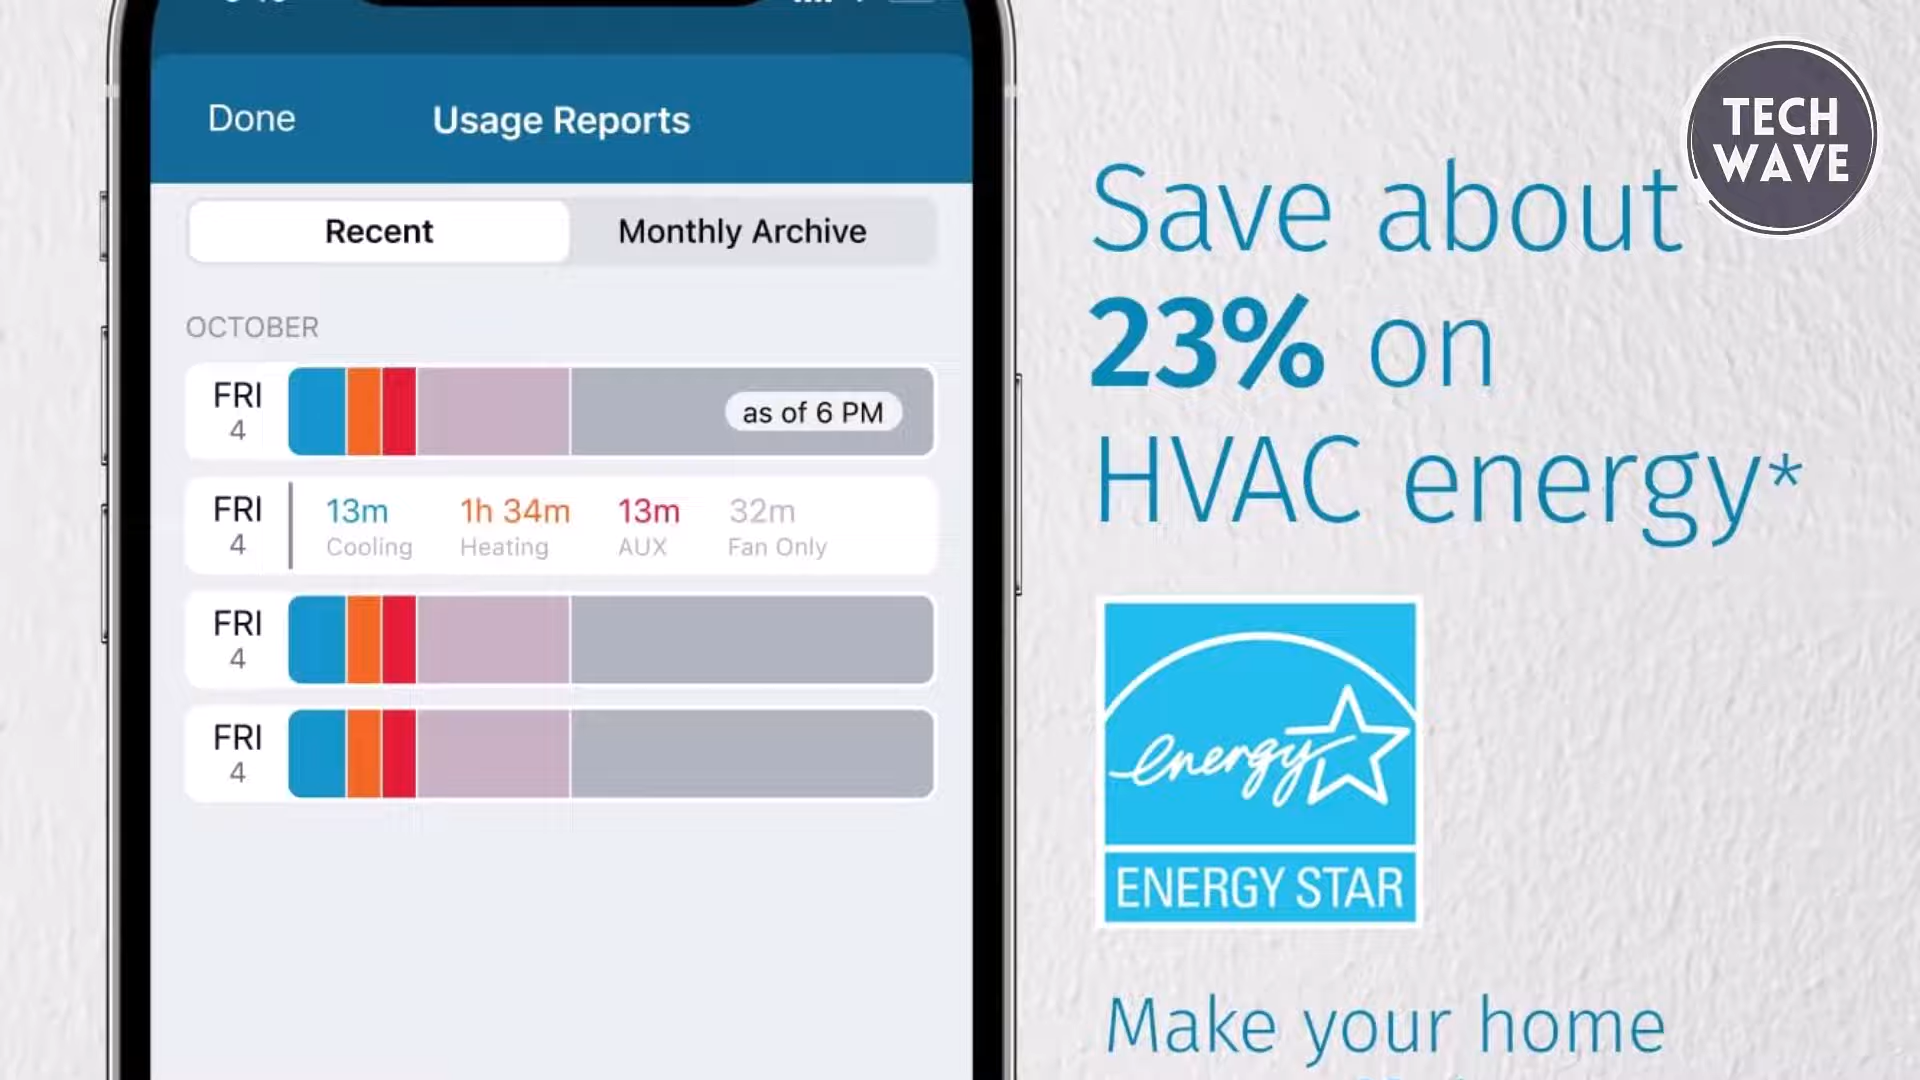 Done
Usage Reports
Recent
Monthly Archive
OCTOBER
FRI
4
as of 6 PM
FRI
4
13m
Cooling
1h 34m
Heating
13m
AUX
32m
Fan Only
FRI
4
FRI
4
TECH
WAVE
Save about
23% on
HVAC energy*
energy
ENERGY STAR
Make your home